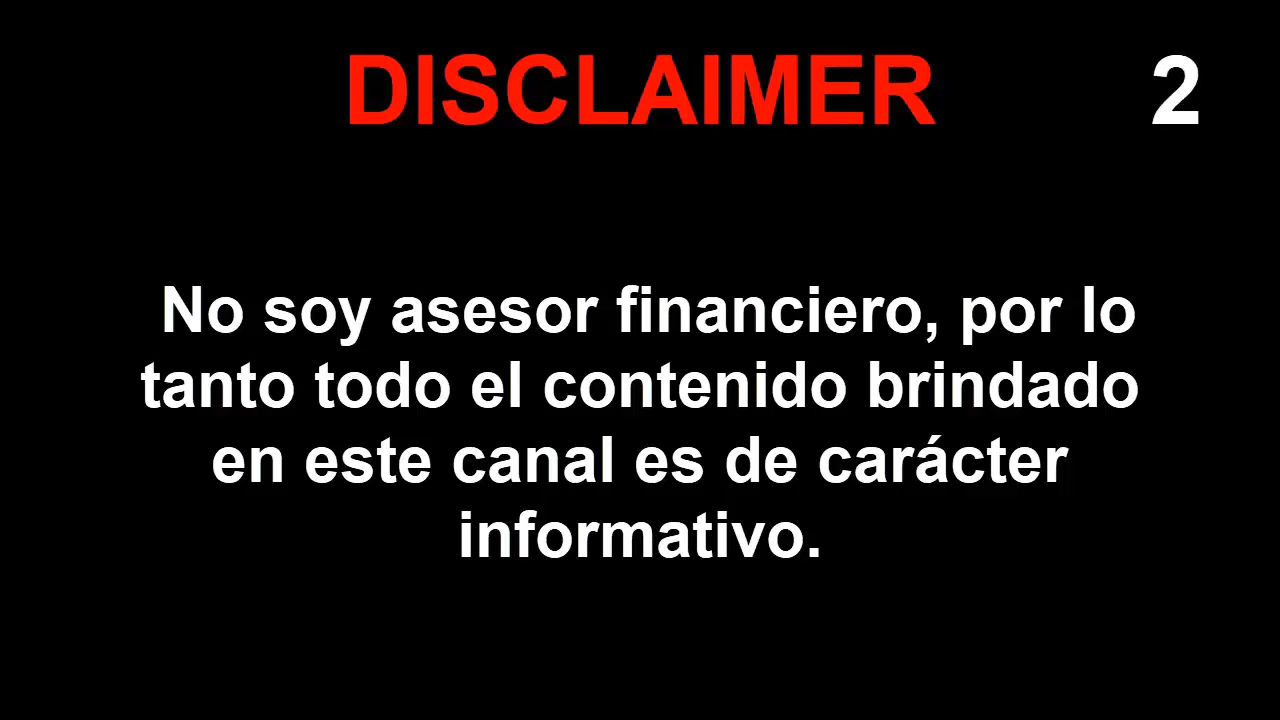 DISCLAIMER 2
No soy asesor financiero, por lo
tanto todo el contenido brindado
en este canal es de carácter
informativo.